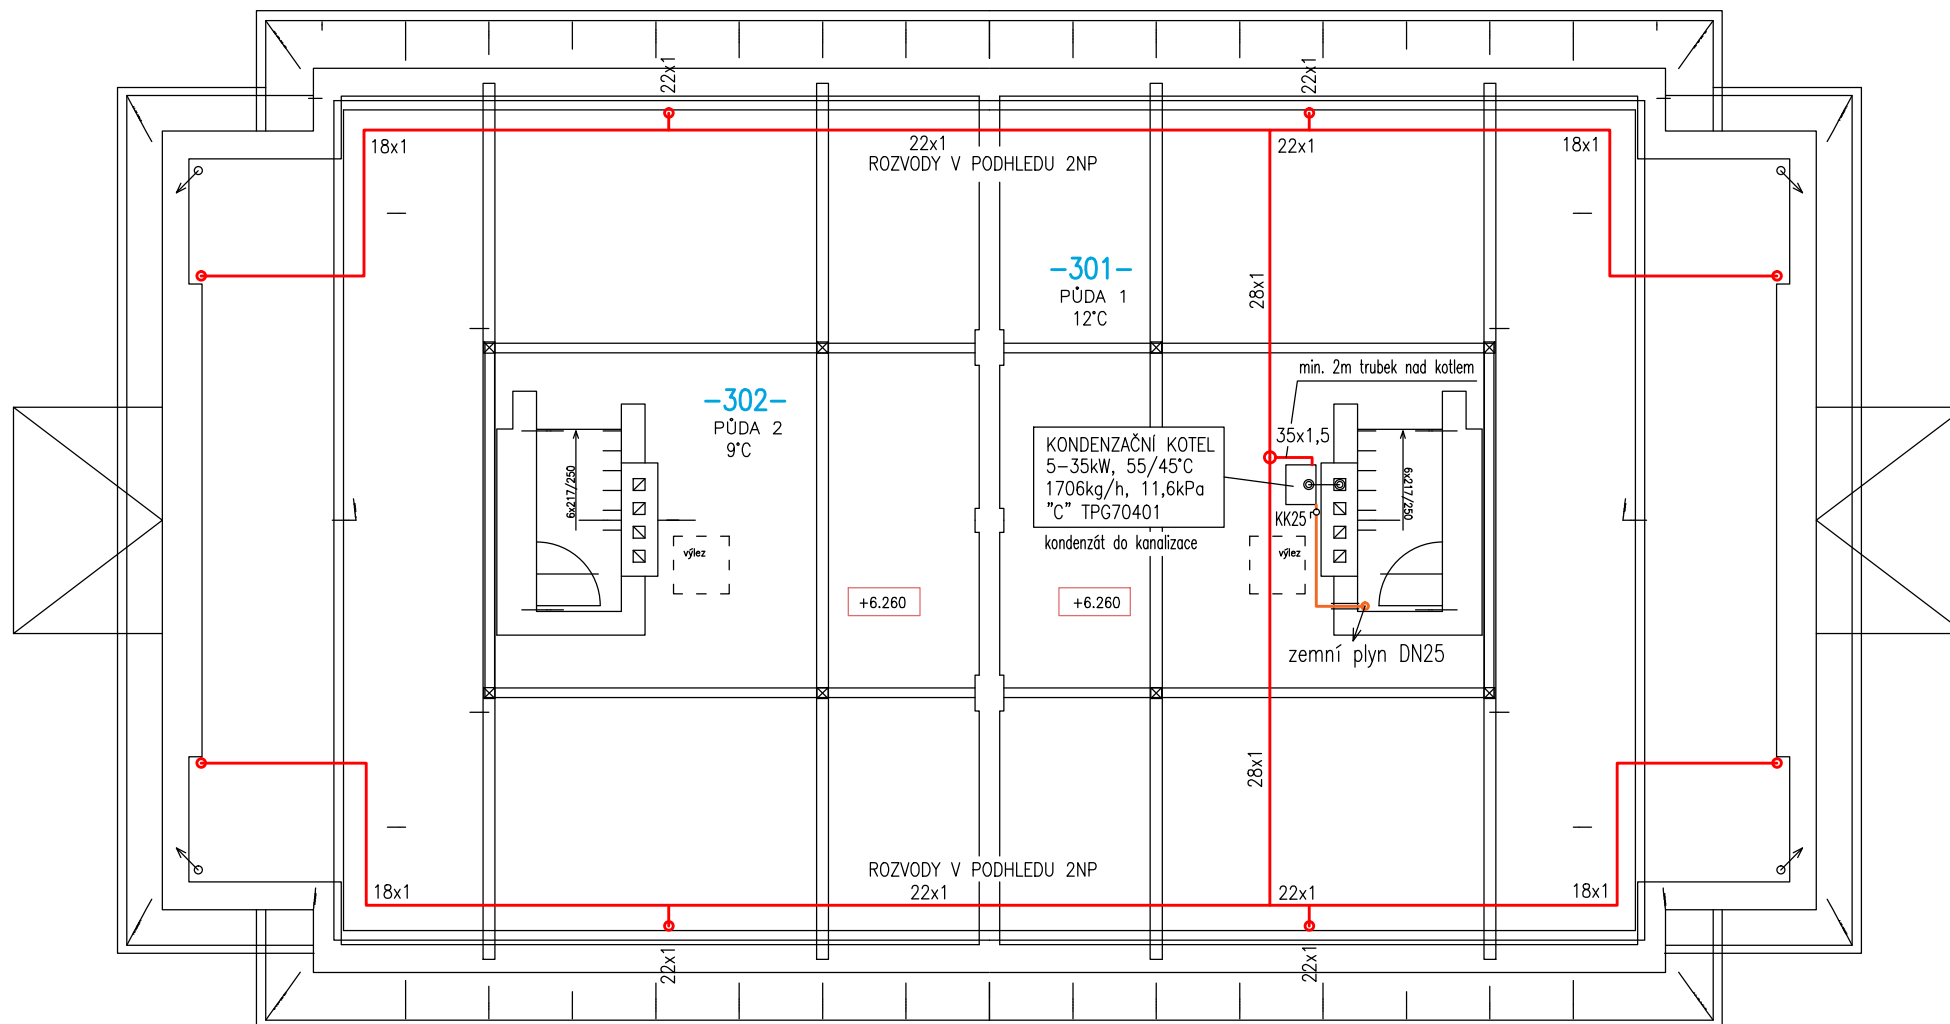 22x1
22x1
18x1
22x1
ROZVODY V PODHLEDU 2NP
22x1
18x1
-301-
PŮDA 1
12°C
28x1
min. 2m trubek nad kotlem
-302-
PŮDA 2
9°C
35x1,5
KONDENZAČNÍ KOTEL
5-35kW, 55/45°C
1706kg/h, 11,6kPa
"C" TPG70401
kondenzát do kanalizace
KK25
6x217/250
6x217/250
výlez
výlez
+6.260
+6.260
zemní plyn DN25
28x1
ROZVODY V PODHLEDU 2NP
18x1
22x1
22x1
18x1
22x1
22x1